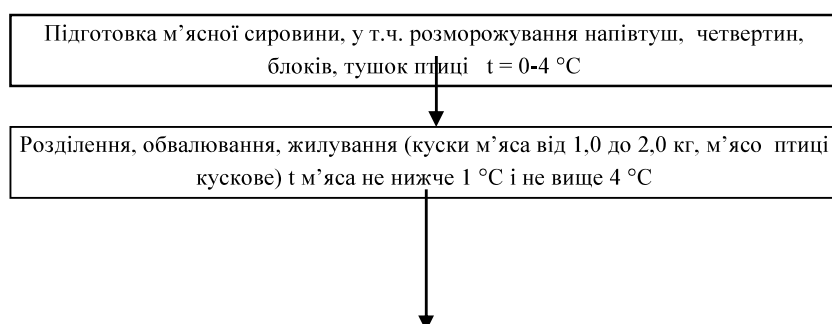 Підготовка м’ясної сировини, у т.ч. розморожування напівтуш, четвертин,
блоків, тушок птиці t = 0-4 °С
Розділення, обвалювання, жилування (куски м’яса від 1,0 до 2,0 кг, м’ясо птиці
кускове) t м’яса не нижче 1 °С і не вище 4 °С